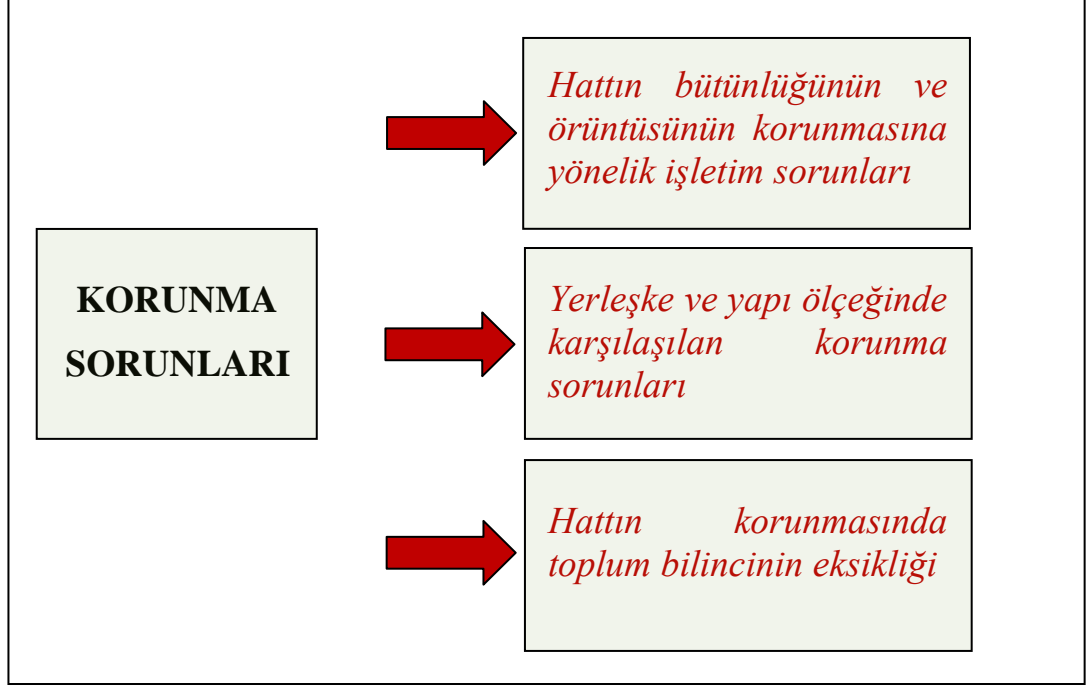 KORUNMA
SORUNLARI
Hattın bütünlüğünün ve
örüntüsünün korunmasına
yönelik işletim sorunları
Yerleşke ve yapı ölçeğinde
karşılaşılan korunma
sorunları
Hattın korunmasında
toplum bilincinin eksikliği